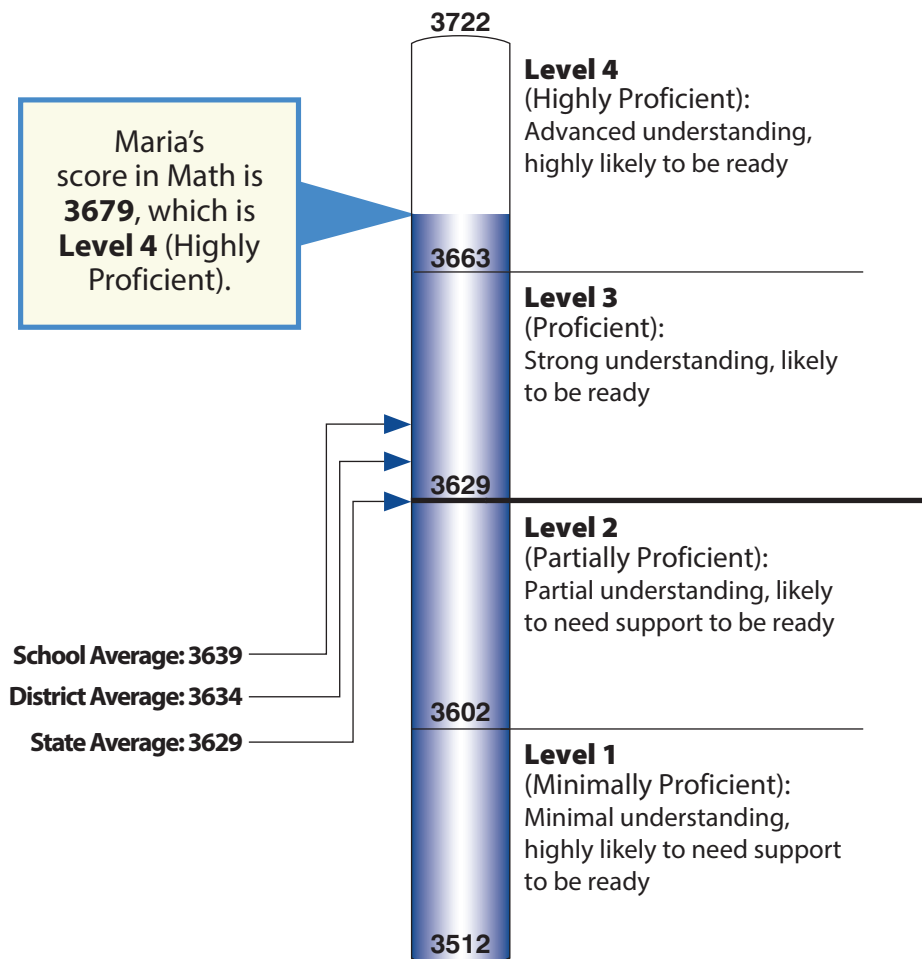 3722
Level 4
(Highly Proficient):
Advanced understanding,
highly likely to be ready
Maria’s
score in Math is
3679, which is
Level 4 (Highly
Proficient).
3663
Level 3
(Proficient):
Strong understanding, likely
to be ready
3629
Level 2
(Partially Proficient):
Partial understanding, likely
to need support to be ready
School Average: 3639
District Average: 3634
State Average: 3629
3602
Level 1
(Minimally Proficient):
Minimal understanding,
highly likely to need support
to be ready
3512